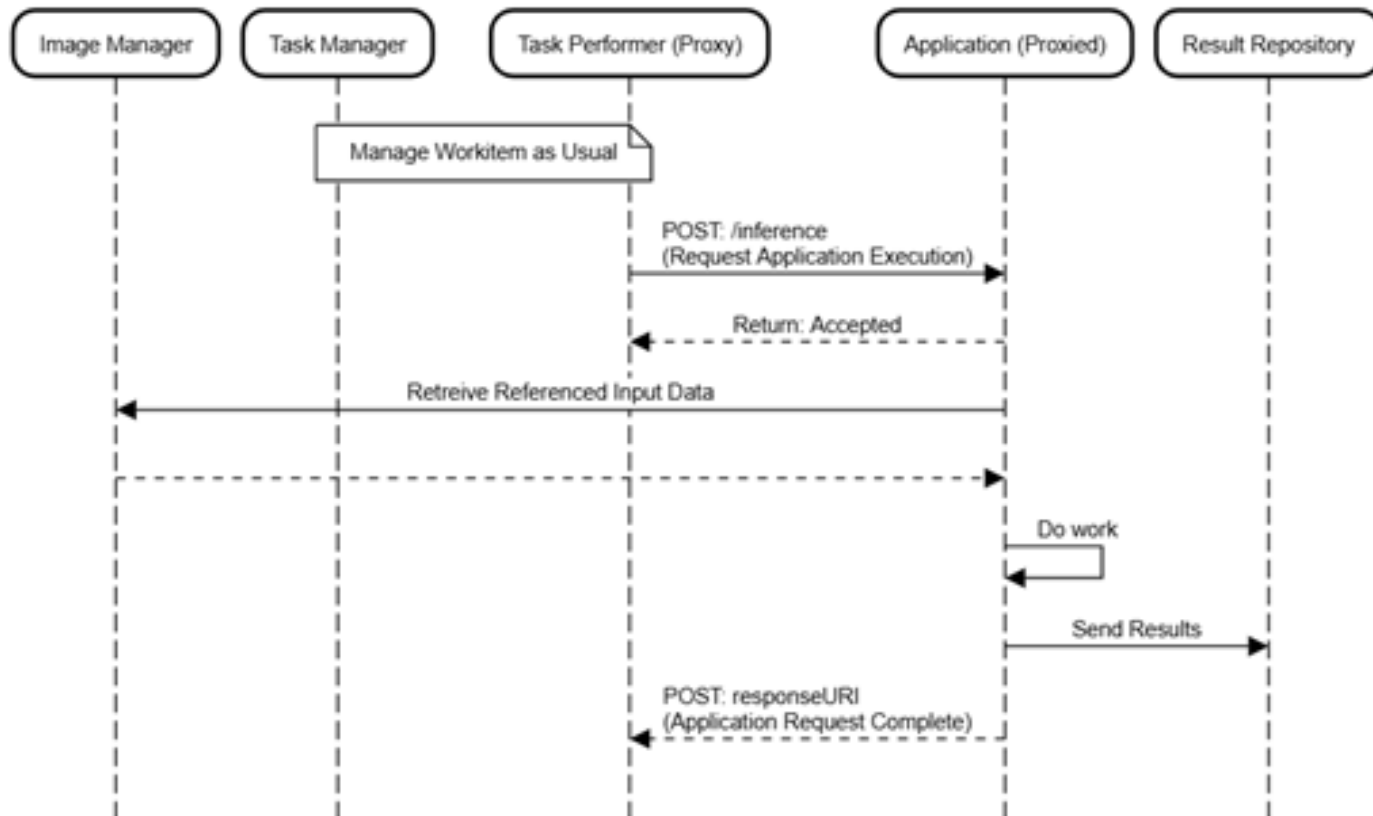 Image Manager
Task Manager
Task Performer (Proxy)
Application (Proxied)
Result Repository
Manage Workitem as Usual
POST: /inference
(Request Application Execution)
Return: Accepted
Retreive Referenced Input Data
Do work
Send Results
POST: responseURI
(Application Request Complete)